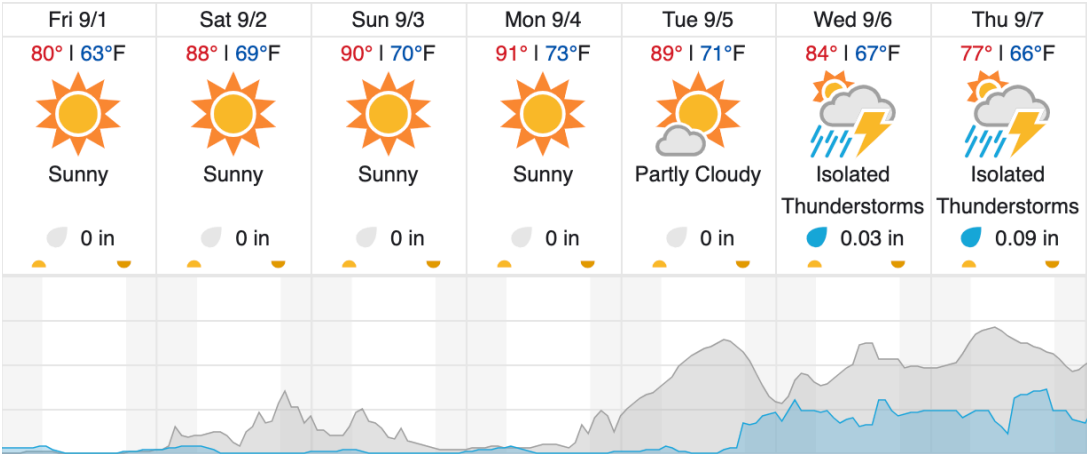 Fri 9/1 Sat 9/2 Sun 9/3 Mon 9/4 Tue 9/5 Wed 9/6 Thu 9/7
80° | 63°F 88° | 69°F 90° | 70°F 91° | 73°F 89° | 71°F 84° | 67°F 77° | 66°F
Sunny Sunny Sunny Sunny Partly Cloudy Isolated Isolated
Thunderstorms Thunderstorms
0 in 0 in 0 in 0 in 0 in 0.03 in 0.09 in